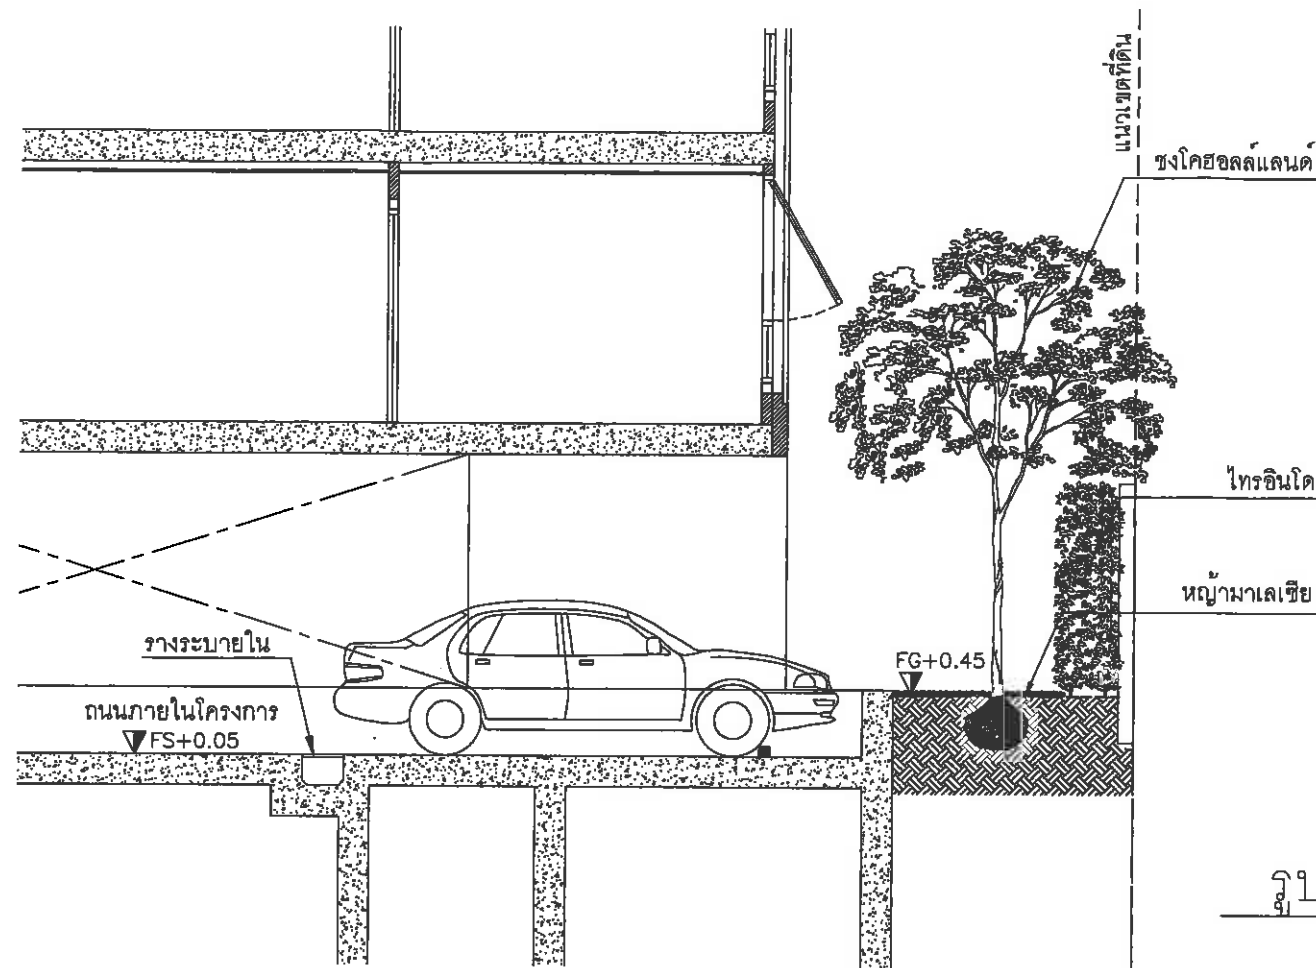 แนวเขตที่ดิน
ชงโคฮอลล์แลนด์
ไทรอินโด
หญ้ามาเลเซีย
FG+0.45
รางระบายใน
ถนนภายในโครงการ
FS+0.05
รูป